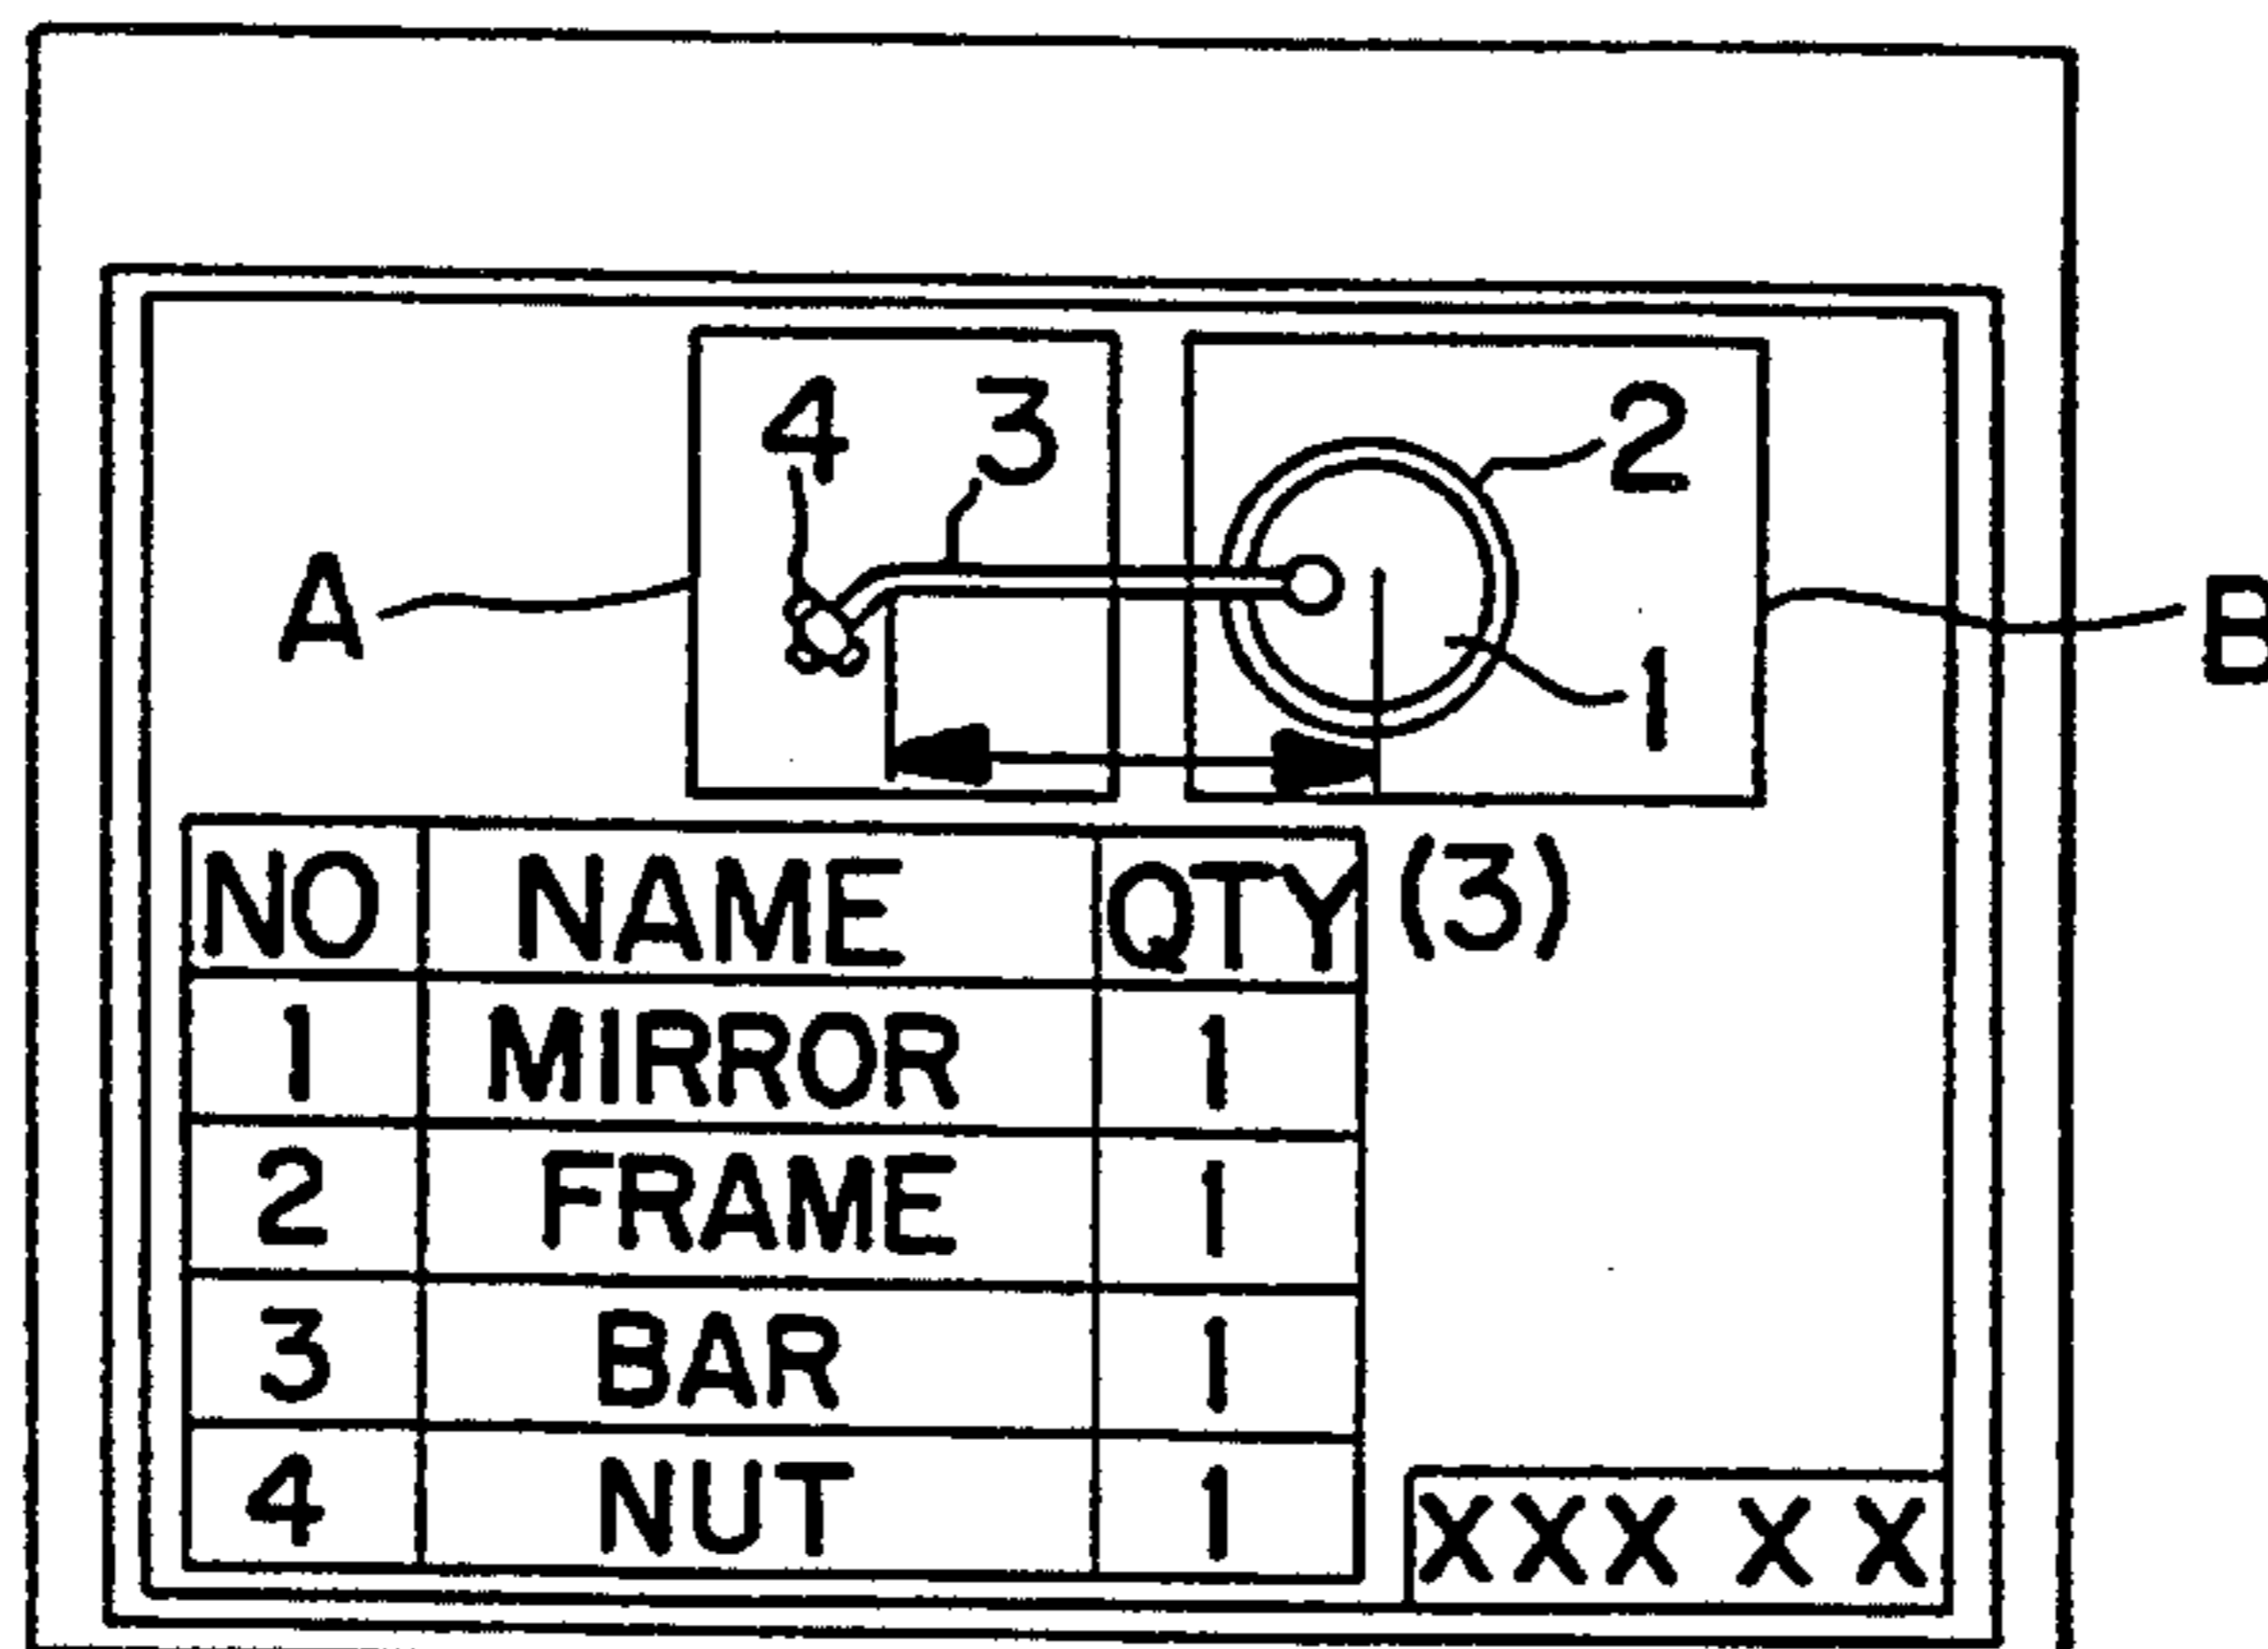 4 3 2
A B
1
NO NAME QTY (3)
1 MIRROR 1
2 FRAME 1
3 BAR 1
4 NUT 1
XXX X X